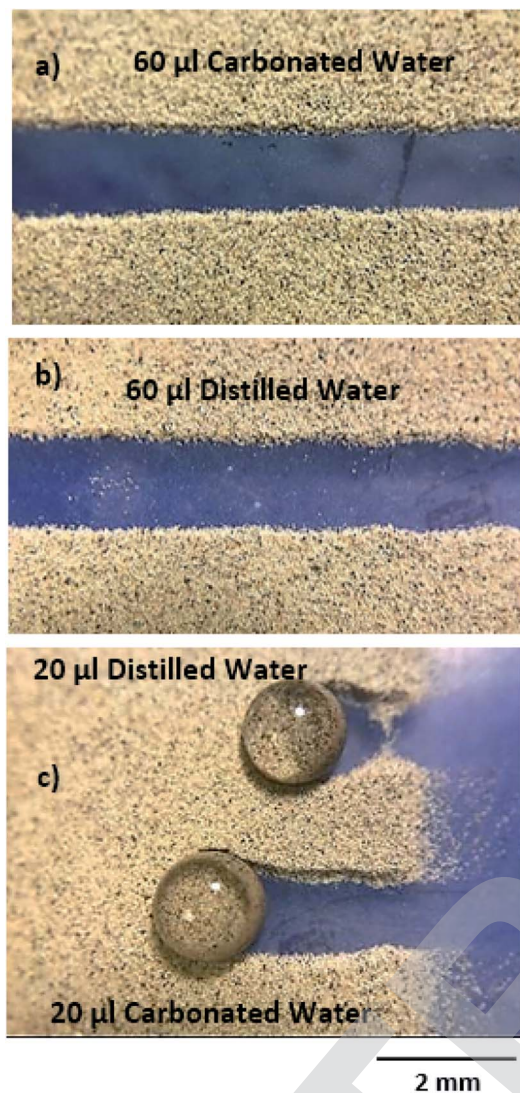 a) 60 µl Carbonated Water
b) 60 µl Distilled Water
20 µl Distilled Water
c)
20 µl Carbonated Water
2 mm